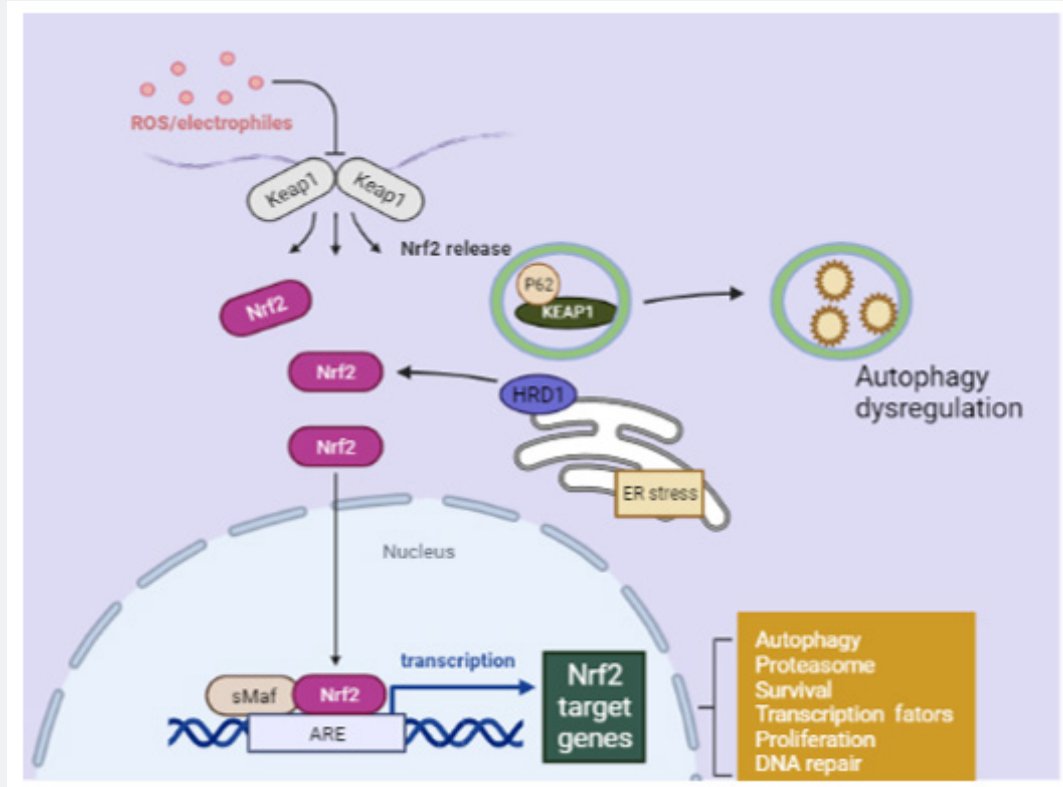 ROS/electrophiles
Keap1
Keap1
Nrf2 release
P62
KEAP1
Nrf2
Nrf2
HRD1
Autophagy
dysregulation
Nrf2
ER stress
Nucleus
transcription
sMaf
Nrf2
ARE
Nrf2
target
genes
Autophagy
Proteasome
Survival
Transcription fators
Proliferation
DNA repair